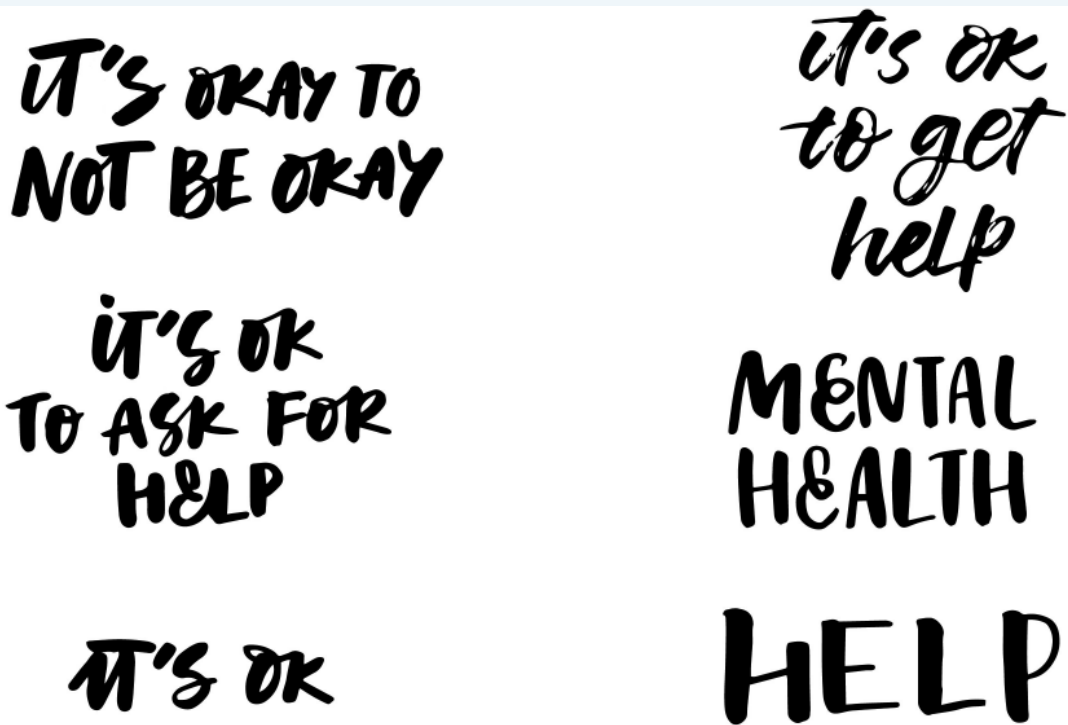 iT'S OKAY TO
NOT BE OKAY
iT'S OK
TO ASK FOR
HELP
iT'S OK
it's OK
to get
help
MENTAL
HEALTH
HELP